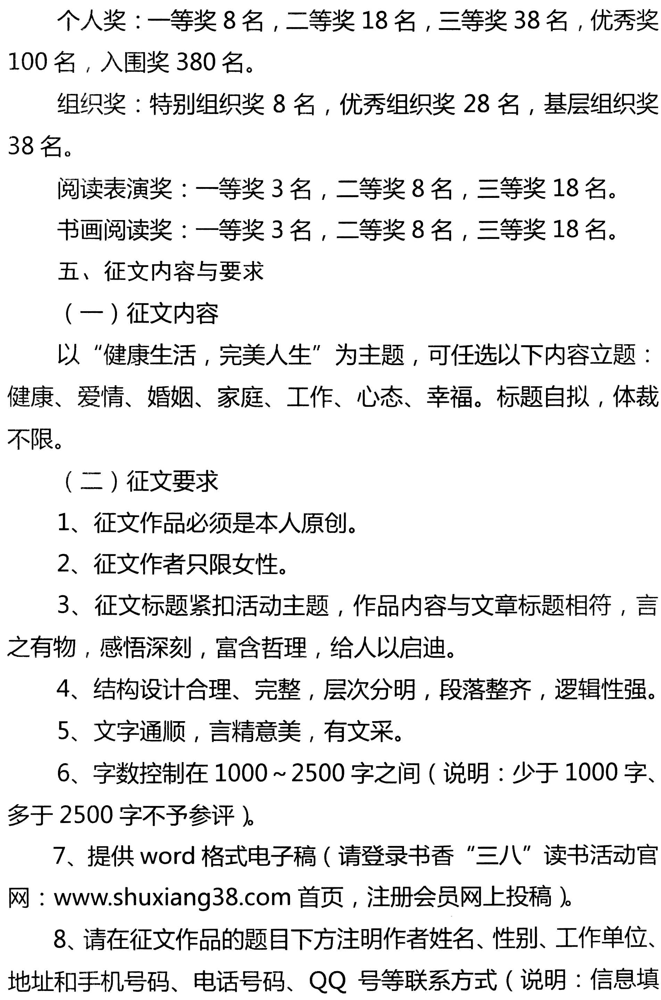 个人奖：一等奖 8 名，二等奖 18 名，三等奖 38 名，优秀奖
100 名，入围奖 380 名。
组织奖：特别组织奖 8 名，优秀组织奖 28 名，基层组织奖
38 名。
阅读表演奖：一等奖 3 名，二等奖 8 名，三等奖 18 名。
书画阅读奖：一等奖 3 名，二等奖 8 名，三等奖 18 名。
五、征文内容与要求
（一）征文内容
以“健康生活，完美人生”为主题，可任选以下内容立题：
健康、爱情、婚姻、家庭、工作、心态、幸福。标题自拟，体裁
不限。
（二）征文要求
1、征文作品必须是本人原创。
2、征文作者只限女性。
3、征文标题紧扣活动主题，作品内容与文章标题相符，言
之有物，感悟深刻，富含哲理，给人以启迪。
4、结构设计合理、完整，层次分明，段落整齐，逻辑性强。
5、文字通顺，言精意美，有文采。
6、字数控制在 1000～2500 字之间（说明：少于 1000 字、
多于 2500 字不予参评）。
7、提供 word 格式电子稿（请登录书香“三八”读书活动官
网：www.shuxiang38.com 首页，注册会员网上投稿）。
8、请在征文作品的题目下方注明作者姓名、性别、工作单位、
地址和手机号码、电话号码、QQ 号等联系方式（说明：信息填